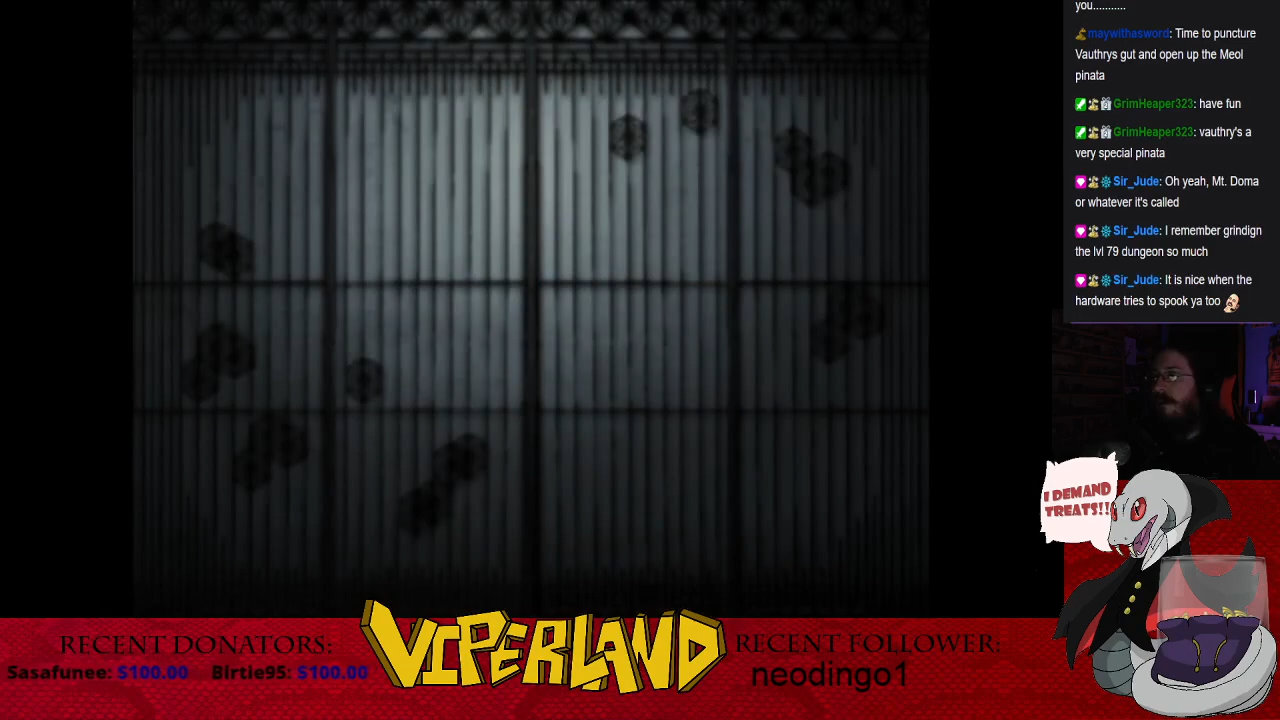 you...........
maywithasword: Time to puncture
Vauthrys gut and open up the Meol
pinata
GrimHeaper323: have fun
GrimHeaper323: vauthry's a
very special pinata
Sir_Jude: Oh yeah, Mt. Doma
or whatever it's called
Sir_Jude: I remember grindign
the lvl 79 dungeon so much
Sir_Jude: It is nice when the
hardware tries to spook ya too
I DEMAND
TREATS!!
RECENT DONATORS:
Sasafunee: $100.00 Birtie95: $100.00
VIPERLAND
RECENT FOLLOWER:
neodingo1